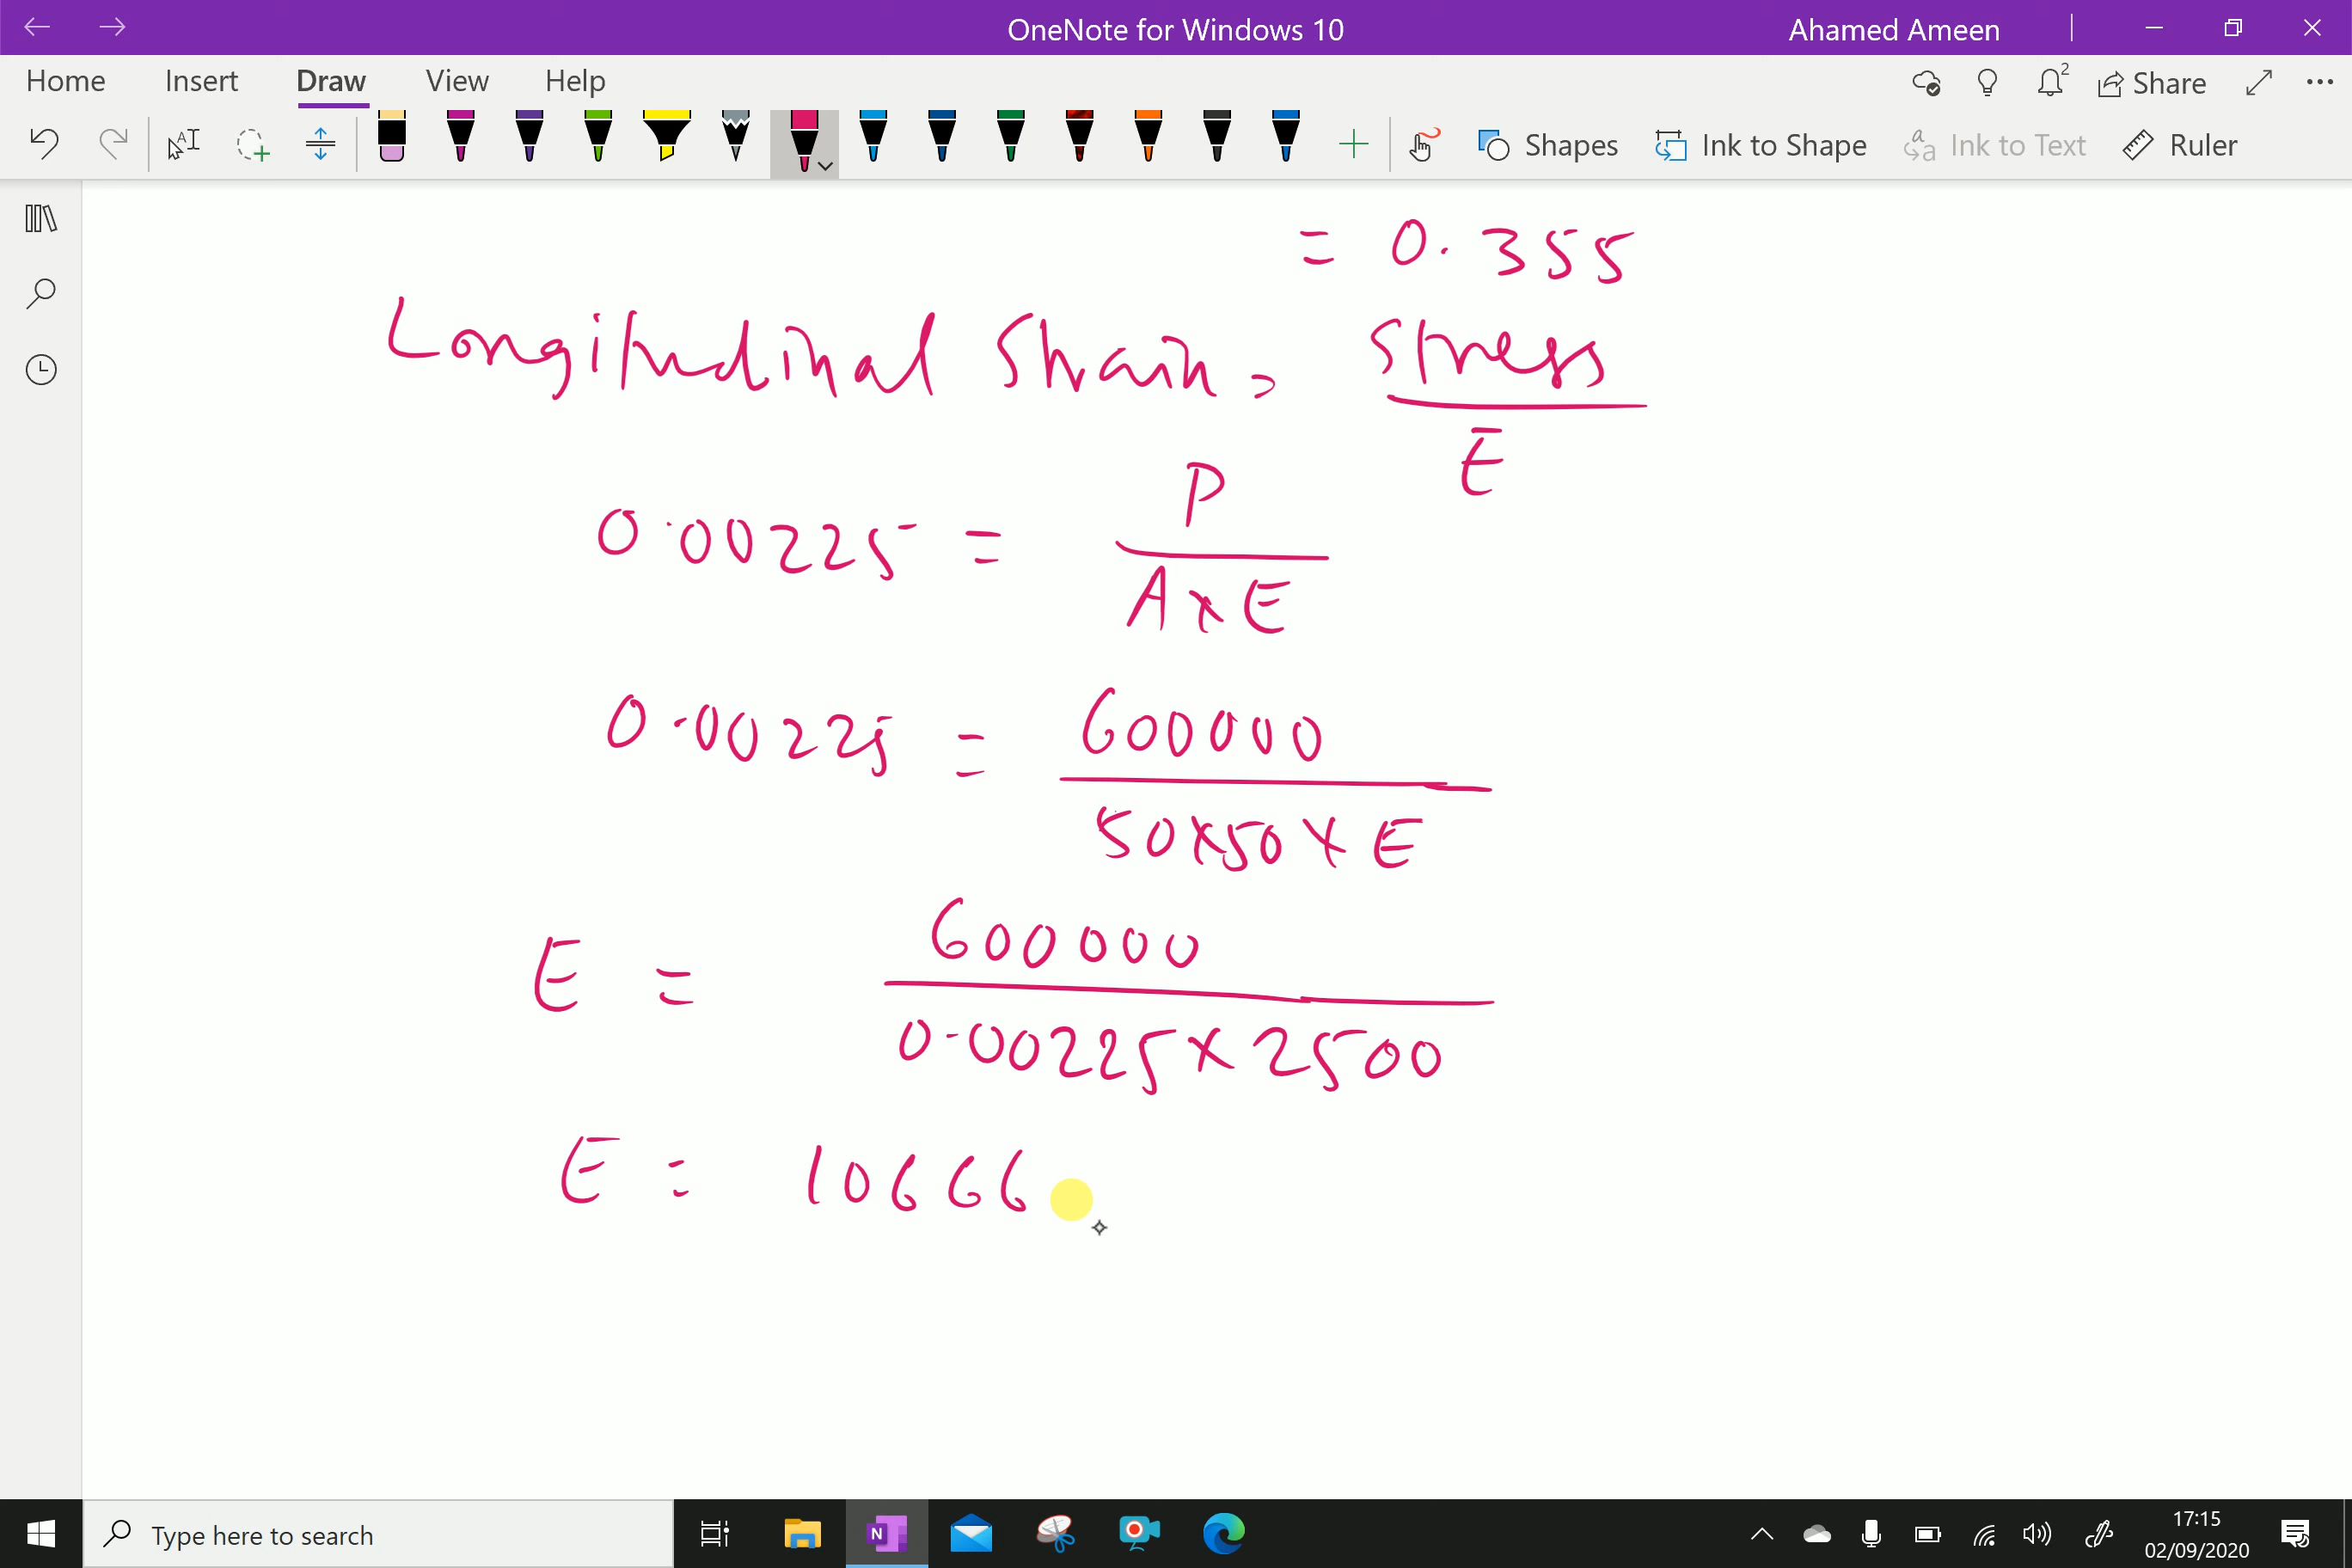 OneNote for Windows 10
Ahamed Ameen
Home Insert Draw View Help
2
Share
Shapes Ink to Shape Ink to Text Ruler
= 0.355
Longitudinal Strain = Stress / E
0.00225 = P / A×E
0.00225 = 600000 / 50×50×E
E = 600000 / 0.00225×2500
E = 10666
Type here to search
17:15
02/09/2020